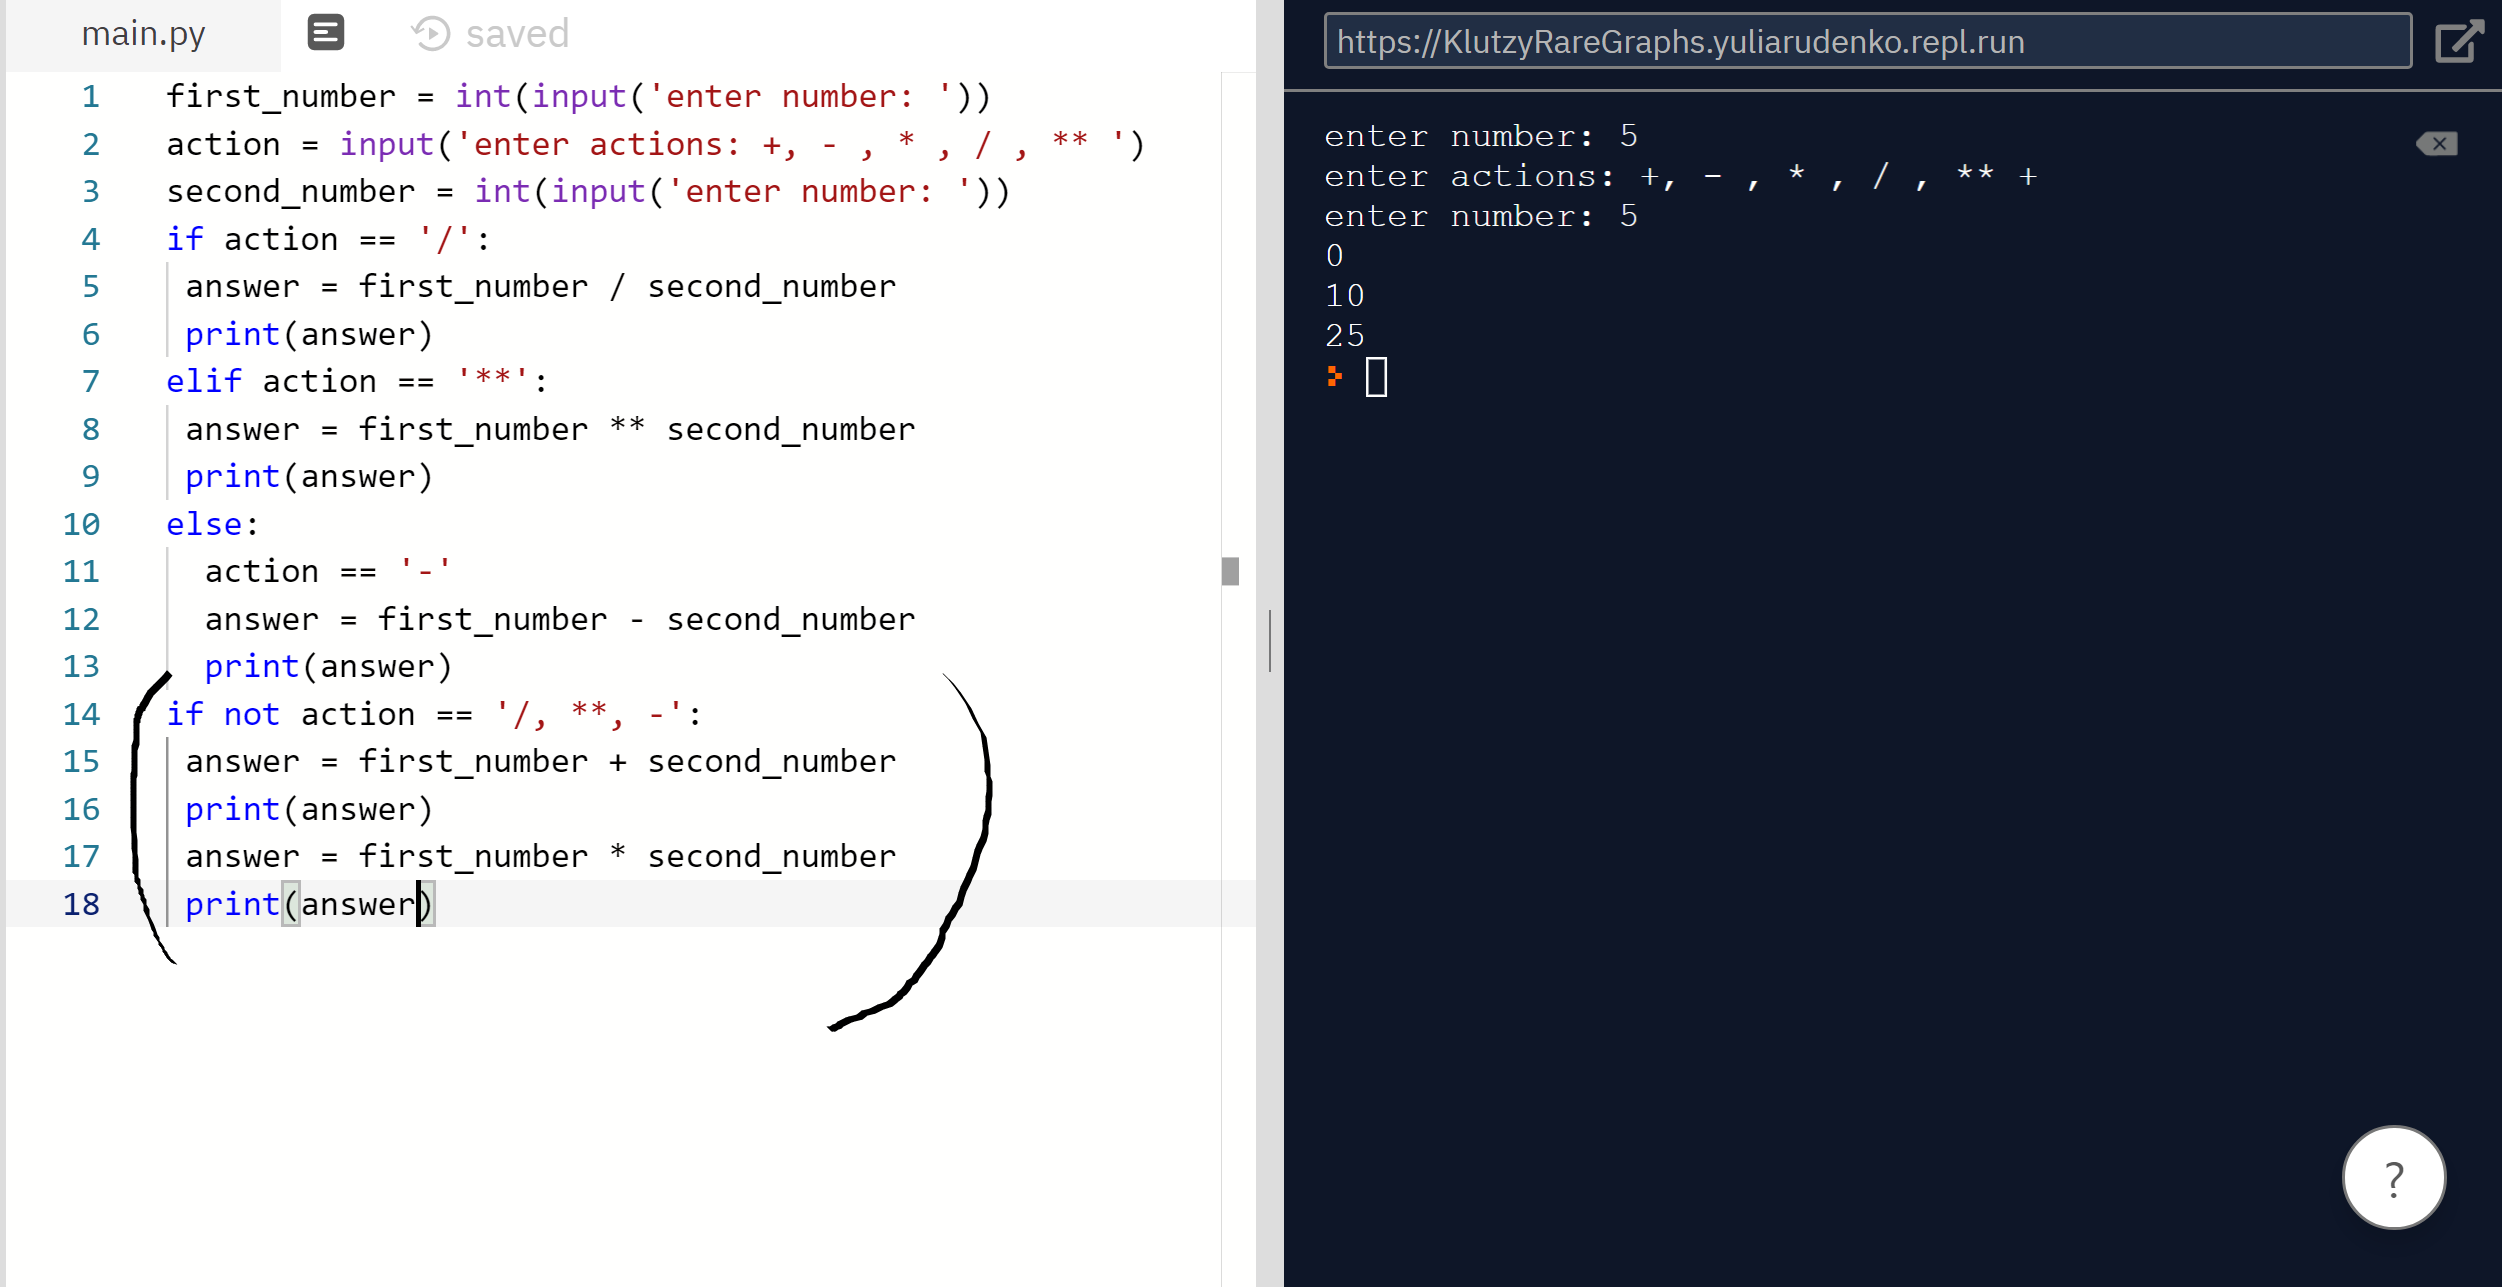 main.py
saved
1 first_number = int(input('enter number: '))
2 action = input('enter actions: +, - , * , / , ** ')
3 second_number = int(input('enter number: '))
4 if action == '/':
5  answer = first_number / second_number
6  print(answer)
7 elif action == '**':
8  answer = first_number ** second_number
9  print(answer)
10 else:
11   action == '-'
12   answer = first_number - second_number
13   print(answer)
14 if not action == '/, **, -':
15  answer = first_number + second_number
16  print(answer)
17  answer = first_number * second_number
18  print(answer)
https://KlutzyRareGraphs.yuliarudenko.repl.run
enter number: 5
enter actions: +, - , * , / , ** +
enter number: 5
0
10
25
?